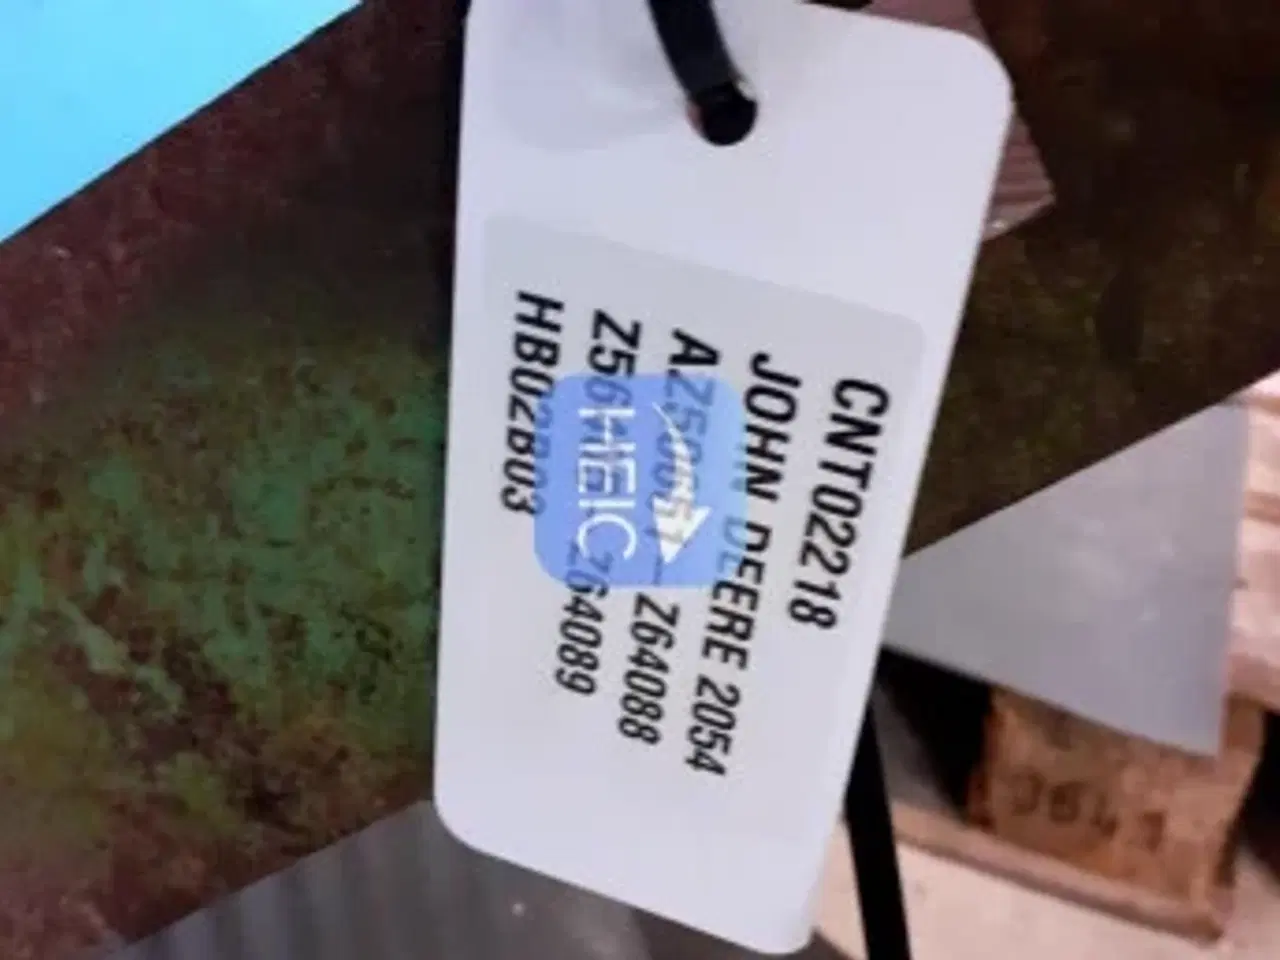 CNT02218
JOHN DEERE 2054
Z64088
Z64089
HB02B03
HEIC